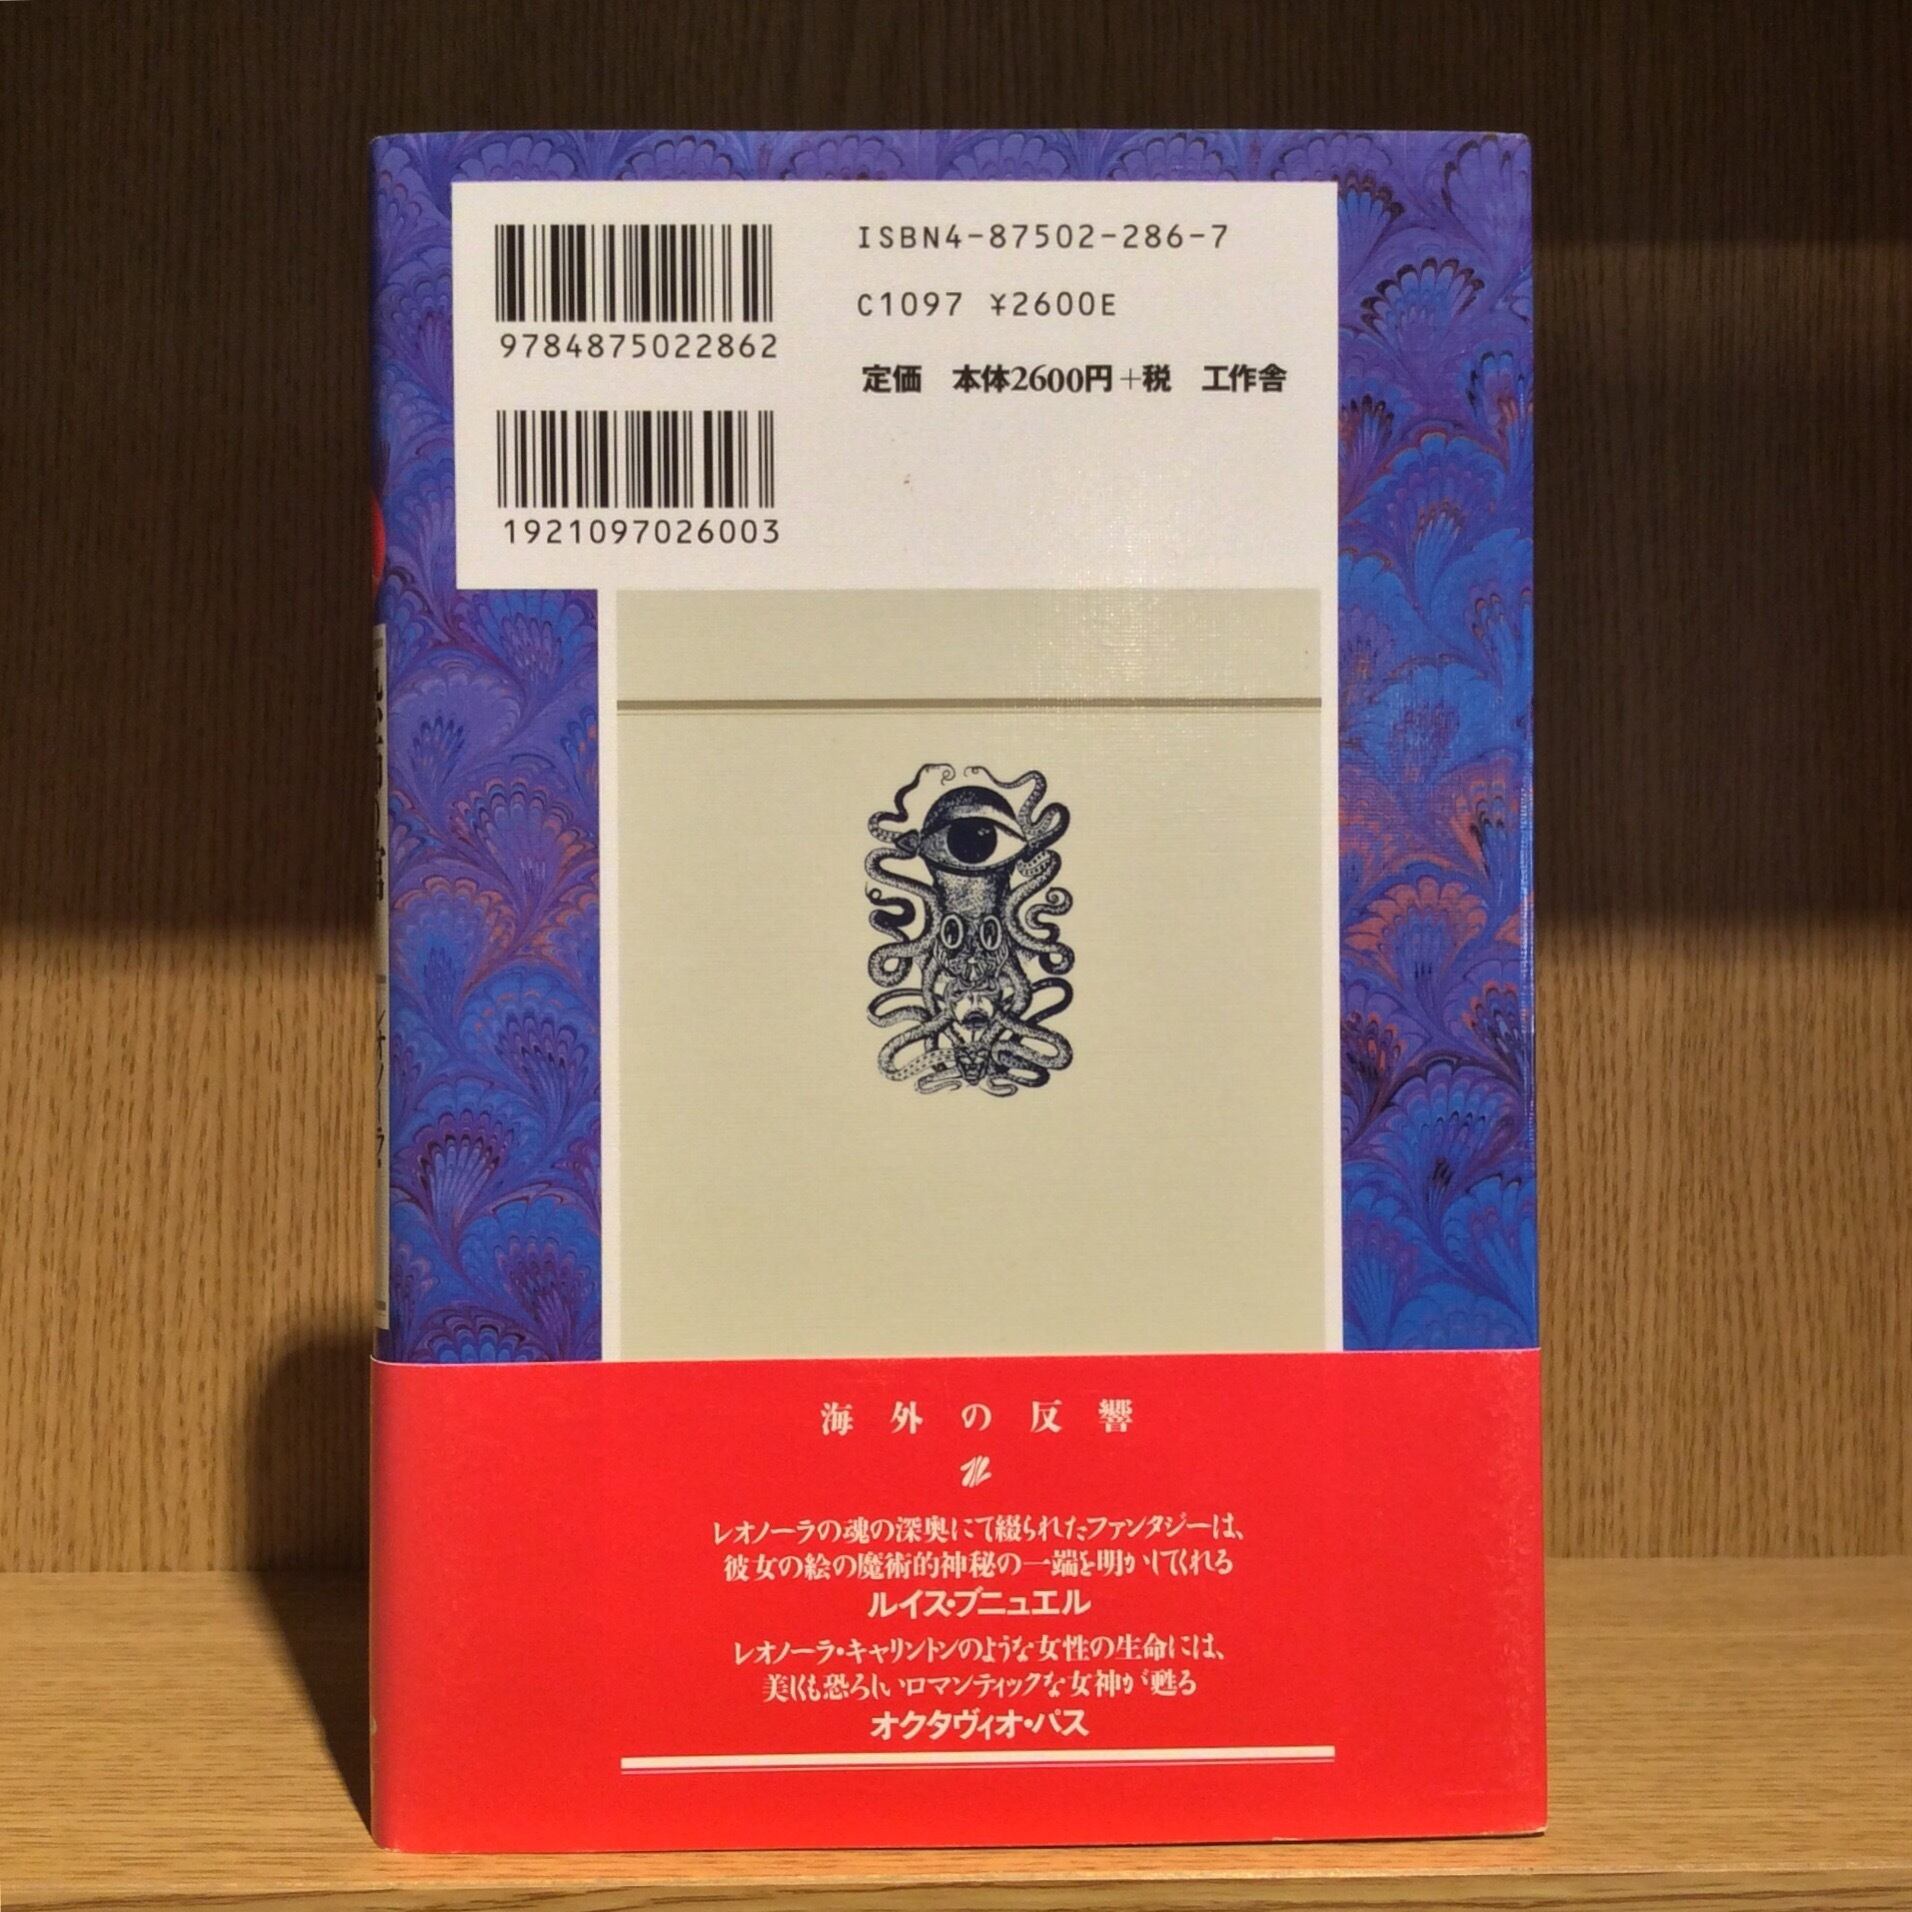 ISBN4-87502-286-7
C1097 ¥2600E
9784875022862
定価 本体2600円+税 工作舎
1921097026003
海外の反響
レオノーラの魂の深奥にて綴られたファンタジーは、
彼女の絵の魔術的神秘の一端を明かしてくれる
ルイス・ブニュエル
レオノーラ・キャリントンのような女性の生命には、
美しくも恐ろしいロマンティックな女神が甦る
オクタヴィオ・パス
レオノーラ・